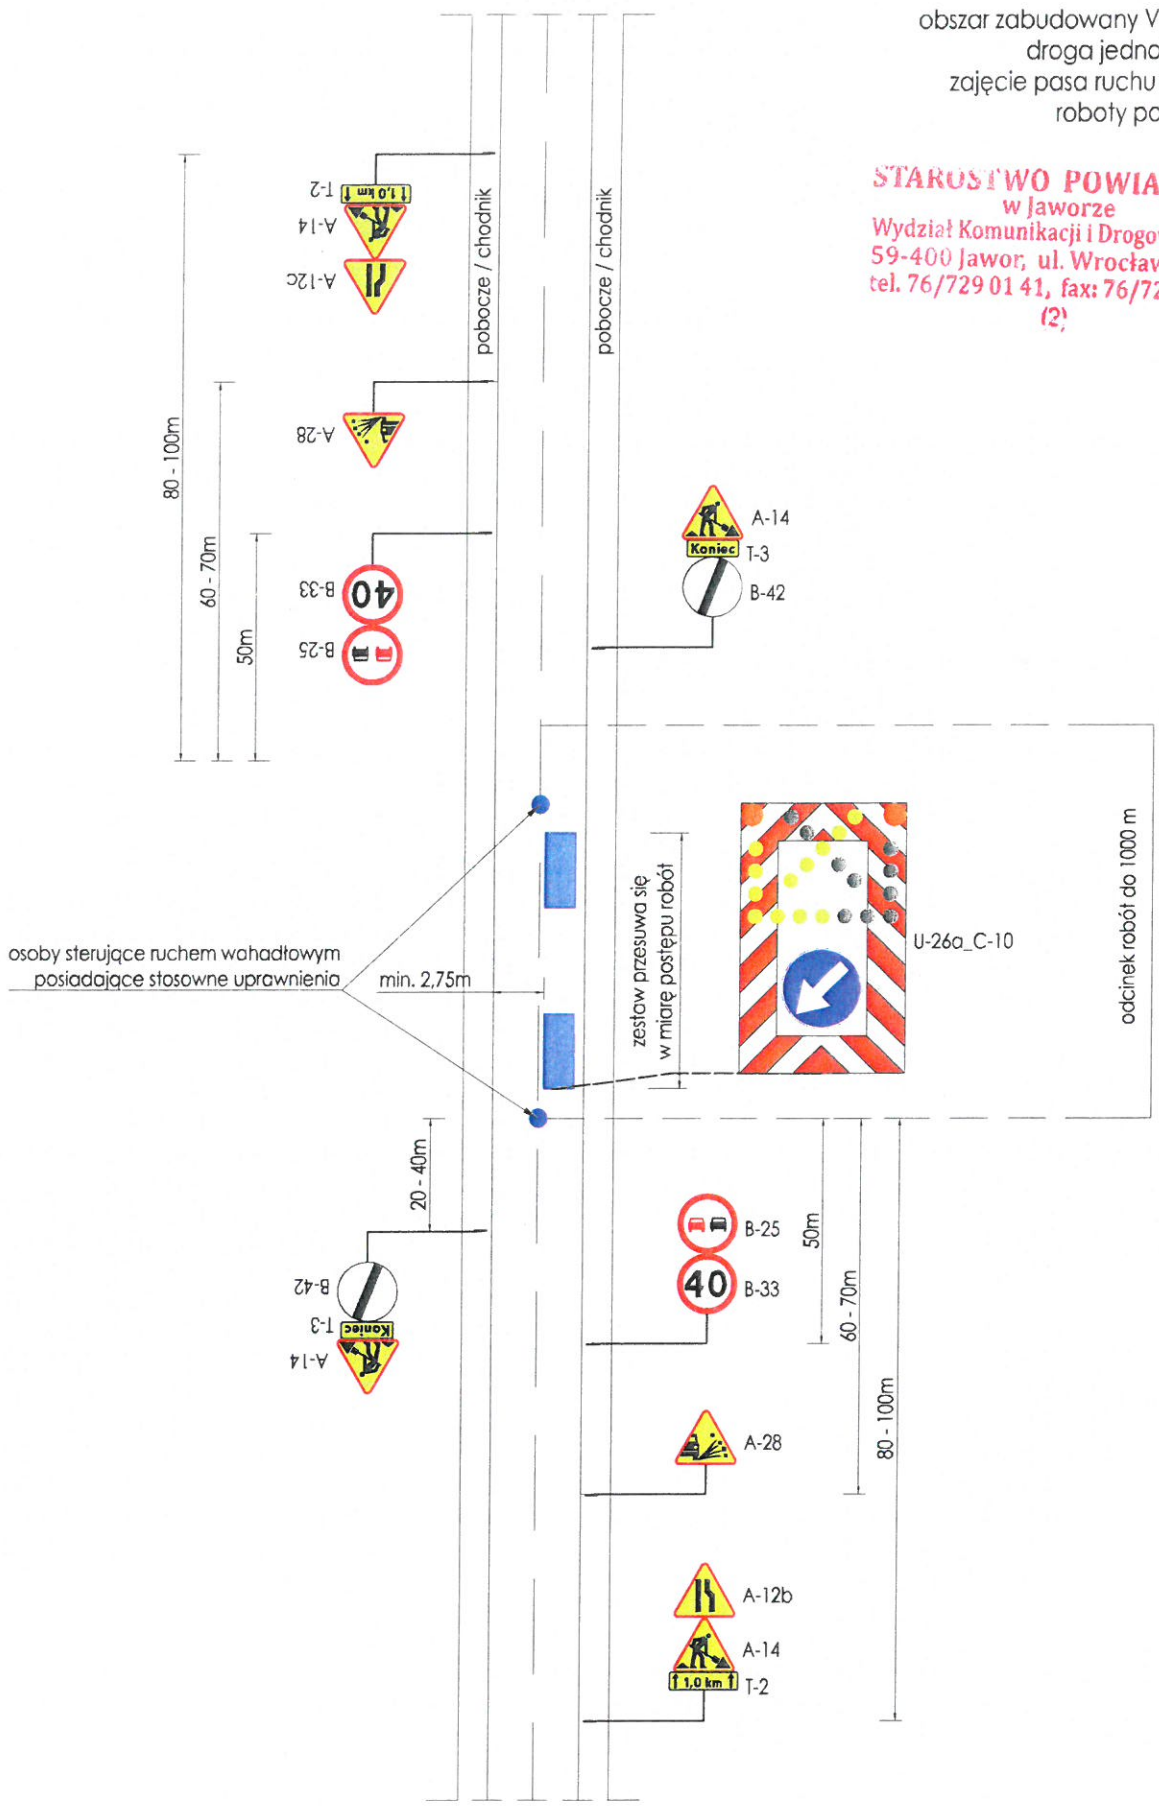 obszar zabudowany V
droga jedno
zajęcie pasa ruchu
roboty po
STAROSTWO POWIA
w Jaworze
Wydział Komunikacji i Drogo
59-400 Jawor, ul. Wrocław
tel. 76/729 01 41, fax: 76/72
(2)
T-2
1,0 km
A-14
A-12c
pobocze / chodnik
pobocze / chodnik
80 - 100m
60 - 70m
50m
A-28
B-33
40
B-25
A-14
Koniec
T-3
B-42
osoby sterujące ruchem wahadłowym
posiadające stosowne uprawnienia
min. 2,75m
zestaw przesuwa się
w miarę postępu robót
U-26a_C-10
odcinek robót do 1000 m
20 - 40m
B-42
T-3
Koniec
A-14
B-25
40
B-33
50m
60 - 70m
80 - 100m
A-28
A-12b
A-14
1,0 km
T-2